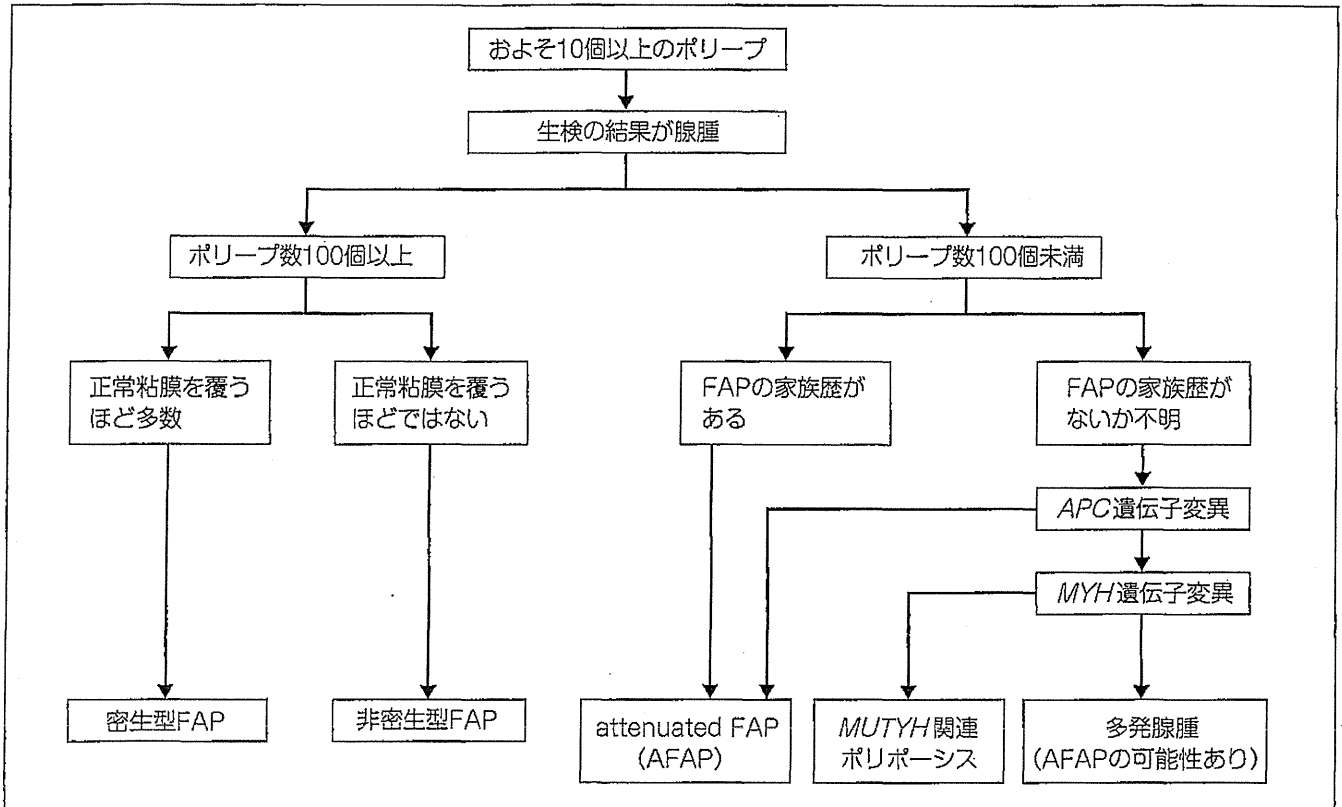 およそ10個以上のポリープ
生検の結果が腺腫
ポリープ数100個以上
ポリープ数100個未満
正常粘膜を覆う
ほど多数
正常粘膜を覆う
ほどではない
FAPの家族歴が
ある
FAPの家族歴が
ないか不明
APC遺伝子変異
MYH遺伝子変異
密生型FAP
非密生型FAP
attenuated FAP
(AFAP)
MUTYH関連
ポリポーシス
多発腺腫
(AFAPの可能性あり)